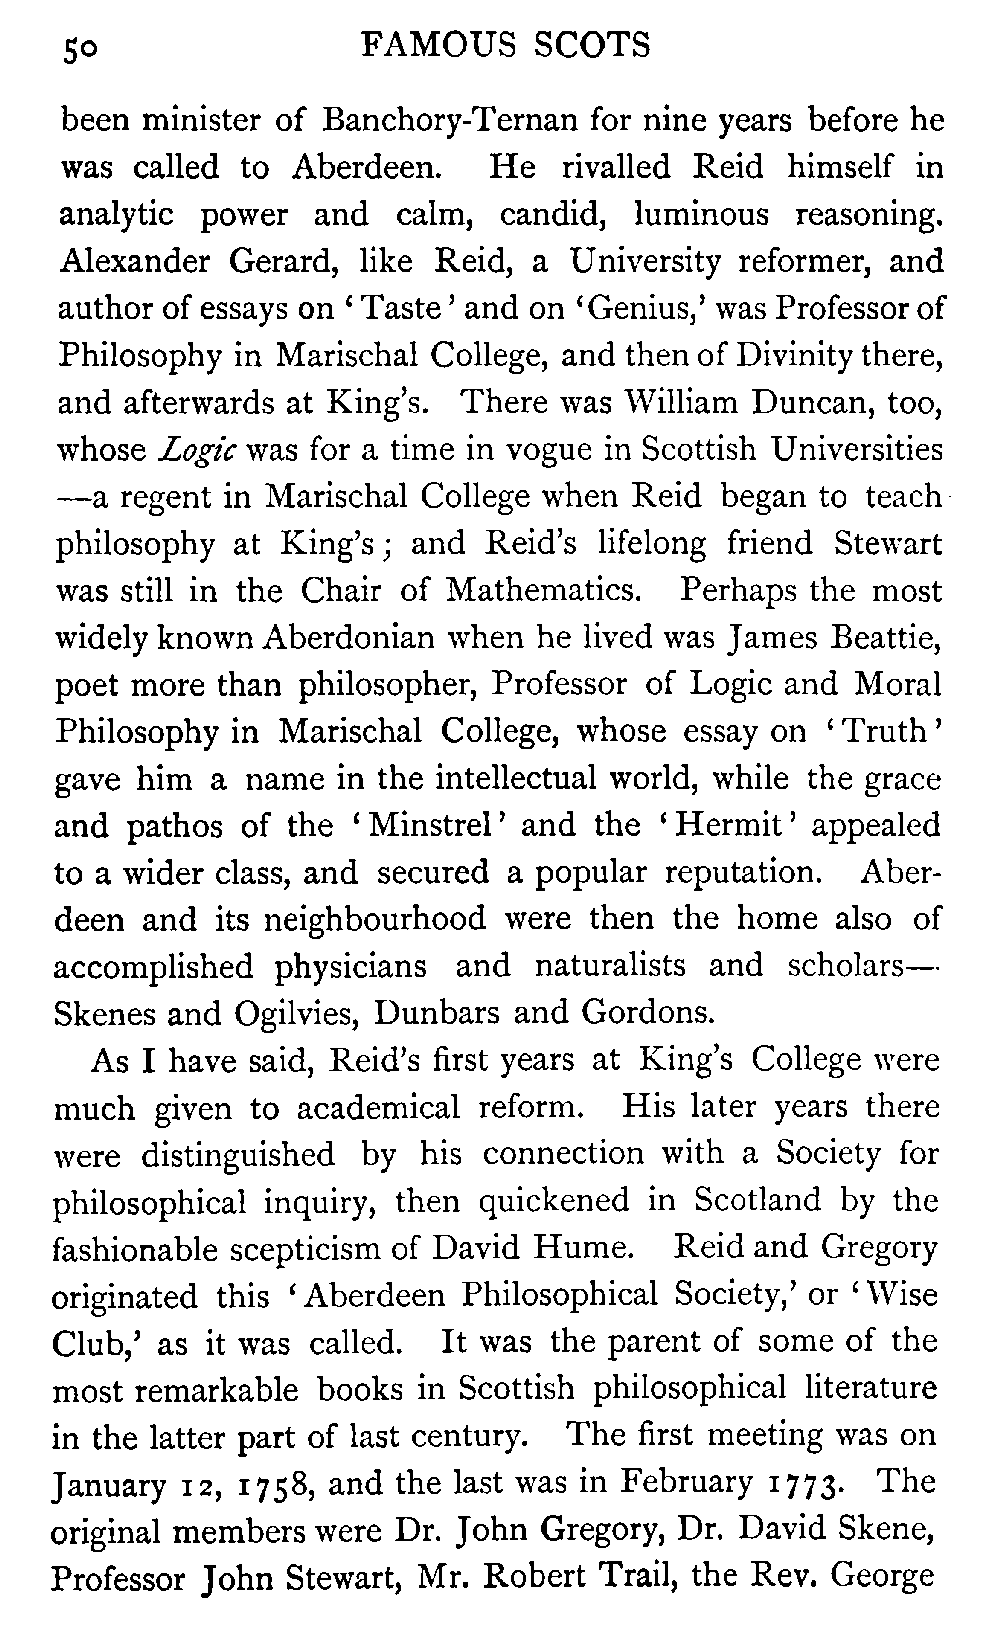 50 FAMOUS SCOTS
been minister of Banchory-Ternan for nine years before he
was called to Aberdeen. He rivalled Reid himself in
analytic power and calm, candid, luminous reasoning.
Alexander Gerard, like Reid, a University reformer, and
author of essays on ‘Taste’ and on ‘Genius,’ was Professor of
Philosophy in Marischal College, and then of Divinity there,
and afterwards at King’s. There was William Duncan, too,
whose Logic was for a time in vogue in Scottish Universities
—a regent in Marischal College when Reid began to teach
philosophy at King’s; and Reid’s lifelong friend Stewart
was still in the Chair of Mathematics. Perhaps the most
widely known Aberdonian when he lived was James Beattie,
poet more than philosopher, Professor of Logic and Moral
Philosophy in Marischal College, whose essay on ‘Truth’
gave him a name in the intellectual world, while the grace
and pathos of the ‘Minstrel’ and the ‘Hermit’ appealed
to a wider class, and secured a popular reputation. Aber-
deen and its neighbourhood were then the home also of
accomplished physicians and naturalists and scholars—
Skenes and Ogilvies, Dunbars and Gordons.
As I have said, Reid’s first years at King’s College were
much given to academical reform. His later years there
were distinguished by his connection with a Society for
philosophical inquiry, then quickened in Scotland by the
fashionable scepticism of David Hume. Reid and Gregory
originated this ‘Aberdeen Philosophical Society,’ or ‘Wise
Club,’ as it was called. It was the parent of some of the
most remarkable books in Scottish philosophical literature
in the latter part of last century. The first meeting was on
January 12, 1758, and the last was in February 1773. The
original members were Dr. John Gregory, Dr. David Skene,
Professor John Stewart, Mr. Robert Trail, the Rev. George